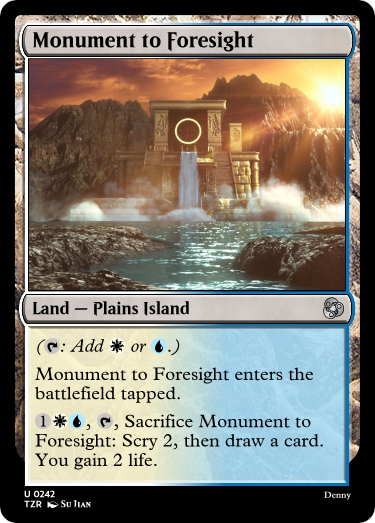 Monument to Foresight
Land — Plains Island
(: Add or .)
Monument to Foresight enters the
battlefield tapped.
1, , Sacrifice Monument to
Foresight: Scry 2, then draw a card.
You gain 2 life.
U 0242
TZR Su Jian
Denny